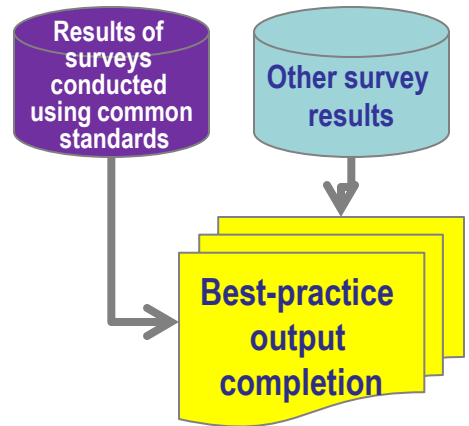 Results of
surveys
conducted
using common
standards
Other survey
results
Best-practice
output
completion